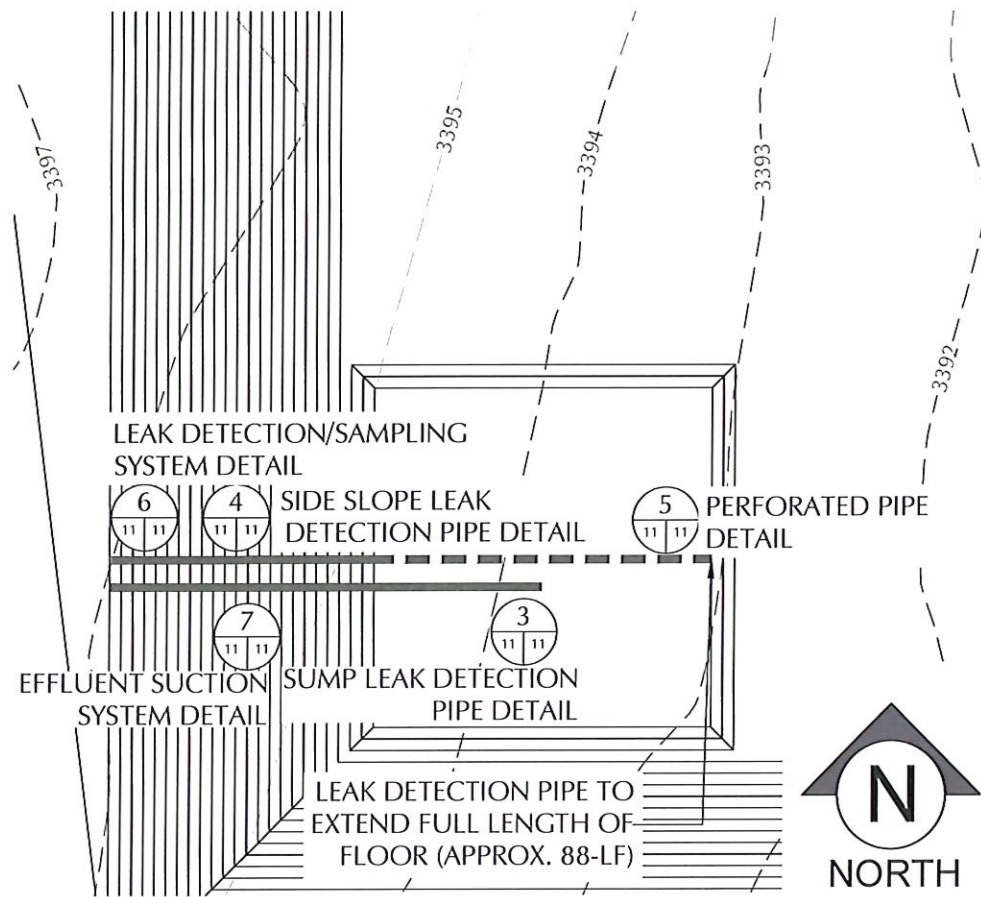 3397
3395
3394
3393
3392
LEAK DETECTION/SAMPLING
SYSTEM DETAIL
6
11 11
4
11 11
SIDE SLOPE LEAK
DETECTION PIPE DETAIL
5
11 11
PERFORATED PIPE
DETAIL
7
11 11
3
11 11
EFFLUENT SUCTION
SYSTEM DETAIL
SUMP LEAK DETECTION
PIPE DETAIL
LEAK DETECTION PIPE TO
EXTEND FULL LENGTH OF
FLOOR (APPROX. 88-LF)
N
NORTH